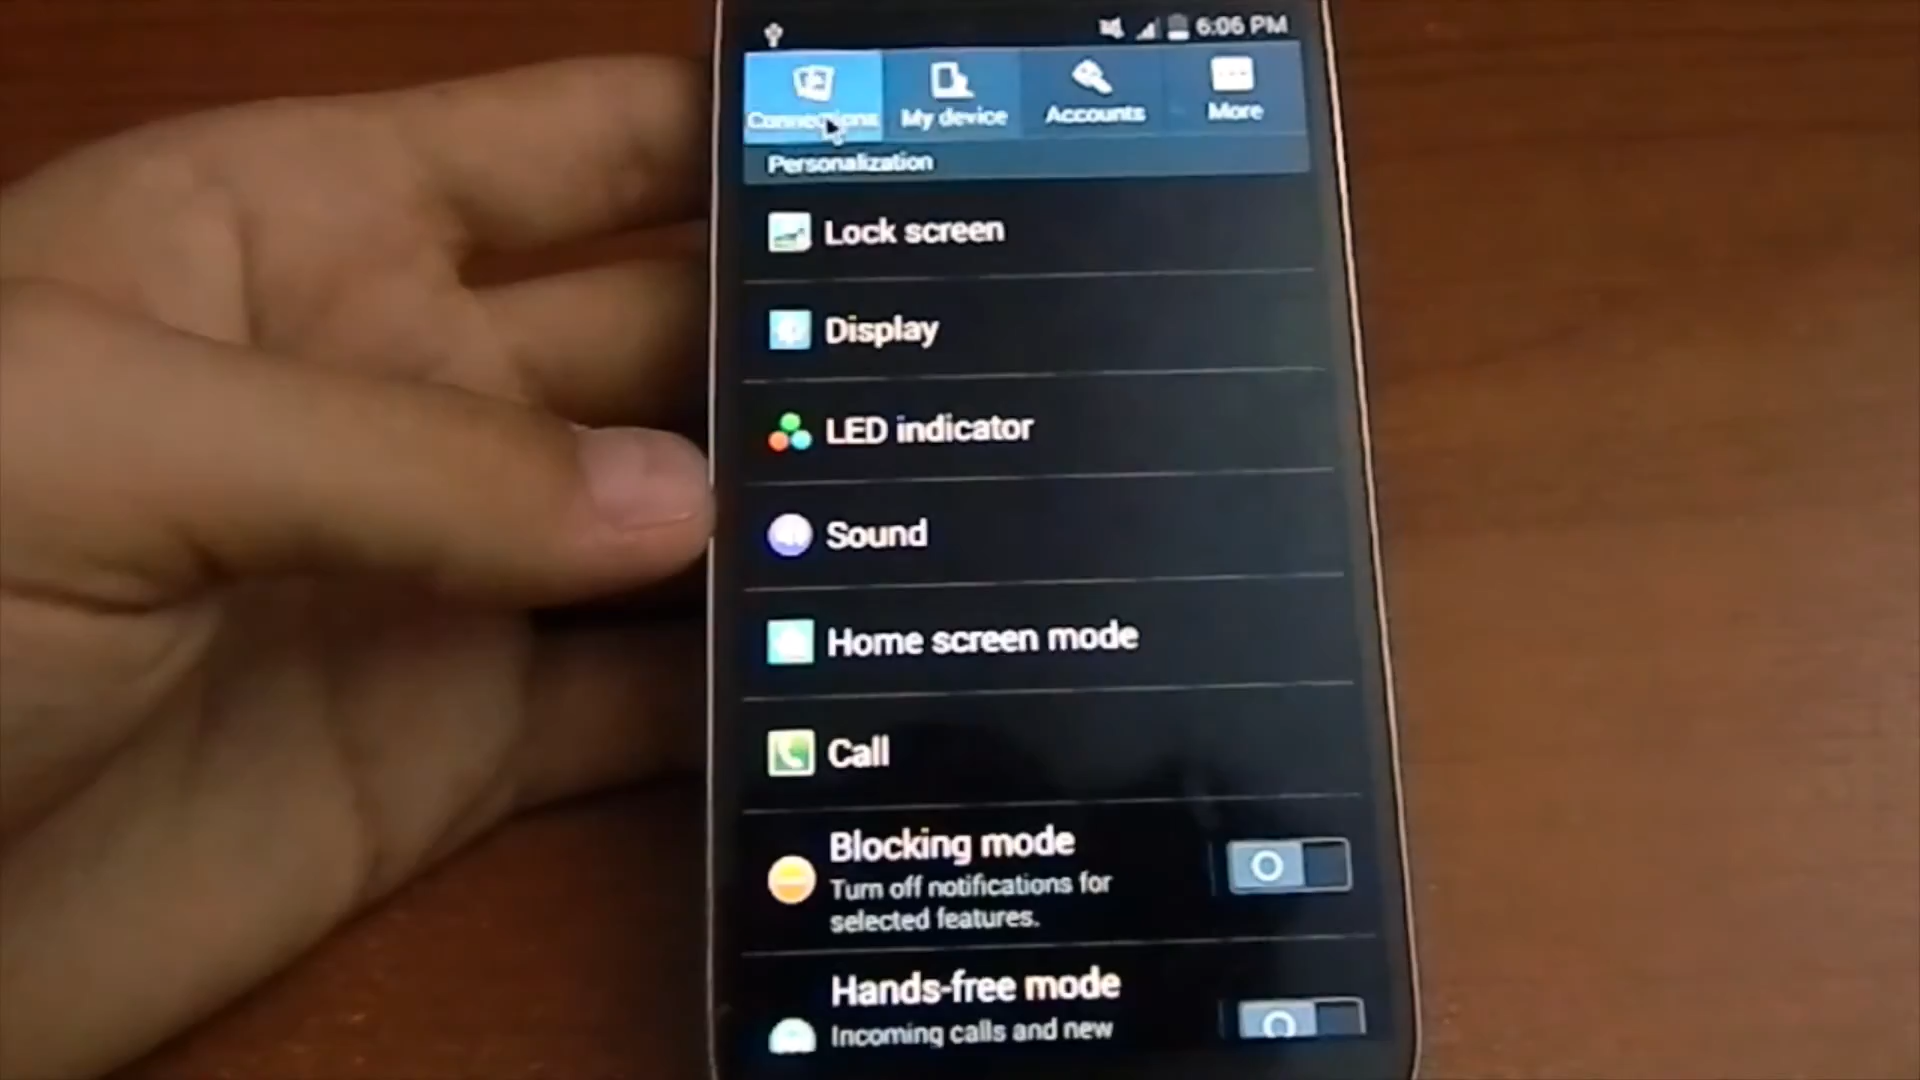 6:06 PM
Connections
My device
Accounts
More
Personalization
Lock screen
Display
LED indicator
Sound
Home screen mode
Call
Blocking mode
Turn off notifications for
selected features.
Hands-free mode
Incoming calls and new